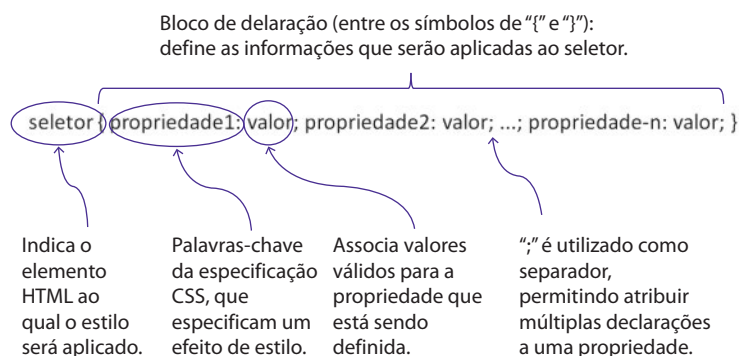 Bloco de delaração (entre os símbolos de “{” e “}”):
define as informações que serão aplicadas ao seletor.
seletor { propriedade1: valor; propriedade2: valor; ...; propriedade-n: valor; }
Indica o
elemento
HTML ao
qual o estilo
será aplicado.
Palavras-chave
da especificação
CSS, que
especificam um
efeito de estilo.
Associa valores
válidos para a
propriedade que
está sendo
definida.
“;” é utilizado como
separador,
permitindo atribuir
múltiplas declarações
a uma propriedade.